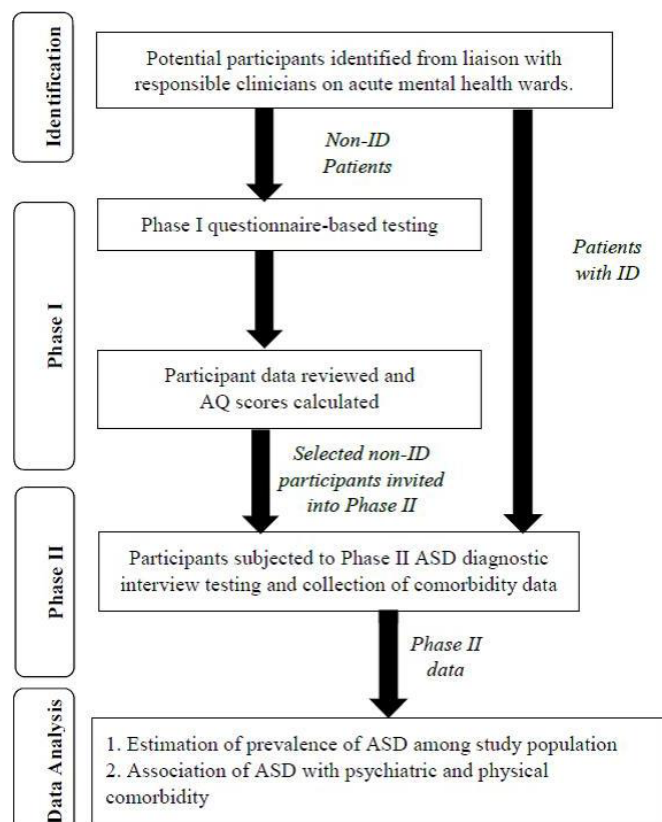 Identification
Potential participants identified from liaison with
responsible clinicians on acute mental health wards.
Non-ID
Patients
Patients
with ID
Phase I
Phase I questionnaire-based testing
Participant data reviewed and
AQ scores calculated
Selected non-ID
participants invited
into Phase II
Phase II
Participants subjected to Phase II ASD diagnostic
interview testing and collection of comorbidity data
Phase II
data
Data Analysis
1. Estimation of prevalence of ASD among study population
2. Association of ASD with psychiatric and physical
comorbidity